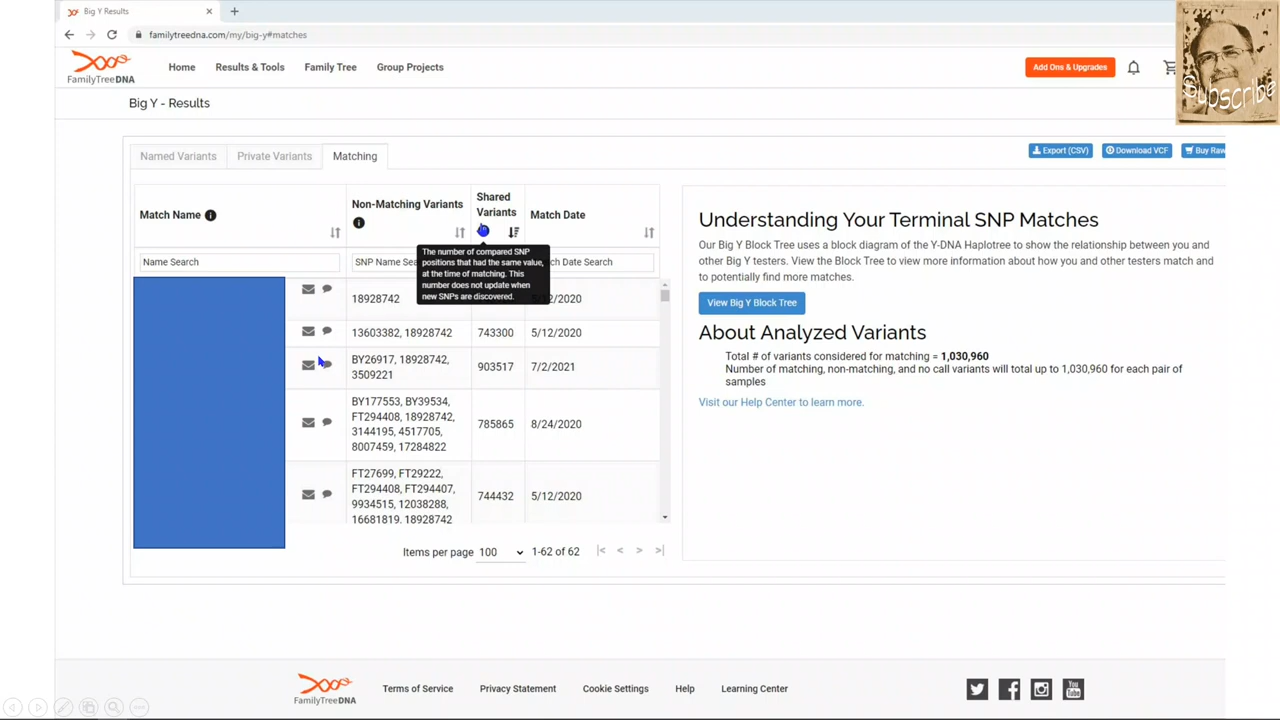 Big Y Results
familytreedna.com/my/big-y#matches
FamilyTreeDNA
Home
Results & Tools
Family Tree
Group Projects
Add Ons & Upgrades
Subscribe
Big Y - Results
Named Variants
Private Variants
Matching
Export (CSV)
Download VCF
Buy Raw
Match Name
Non-Matching Variants
Shared
Variants
Match Date
Name Search
SNP Name Sea
ch Date Search
The number of compared SNP
positions that had the same value,
at the time of matching. This
number does not update when
new SNPs are discovered.
18928742
2/2020
13603382, 18928742
743300
5/12/2020
BY26917, 18928742,
3509221
903517
7/2/2021
BY177553, BY39534,
FT294408, 18928742,
3144195, 4517705,
8007459, 17284822
785865
8/24/2020
FT27699, FT29222,
FT294408, FT294407,
9934515, 12038288,
16681819, 18928742
744432
5/12/2020
Items per page
100
1-62 of 62
Understanding Your Terminal SNP Matches
Our Big Y Block Tree uses a block diagram of the Y-DNA Haplotree to show the relationship between you and
other Big Y testers. View the Block Tree to view more information about how you and other testers match and
to potentially find more matches.
View Big Y Block Tree
About Analyzed Variants
Total # of variants considered for matching = 1,030,960
Number of matching, non-matching, and no call variants will total up to 1,030,960 for each pair of
samples
Visit our Help Center to learn more.
FamilyTreeDNA
Terms of Service
Privacy Statement
Cookie Settings
Help
Learning Center
You
Tube